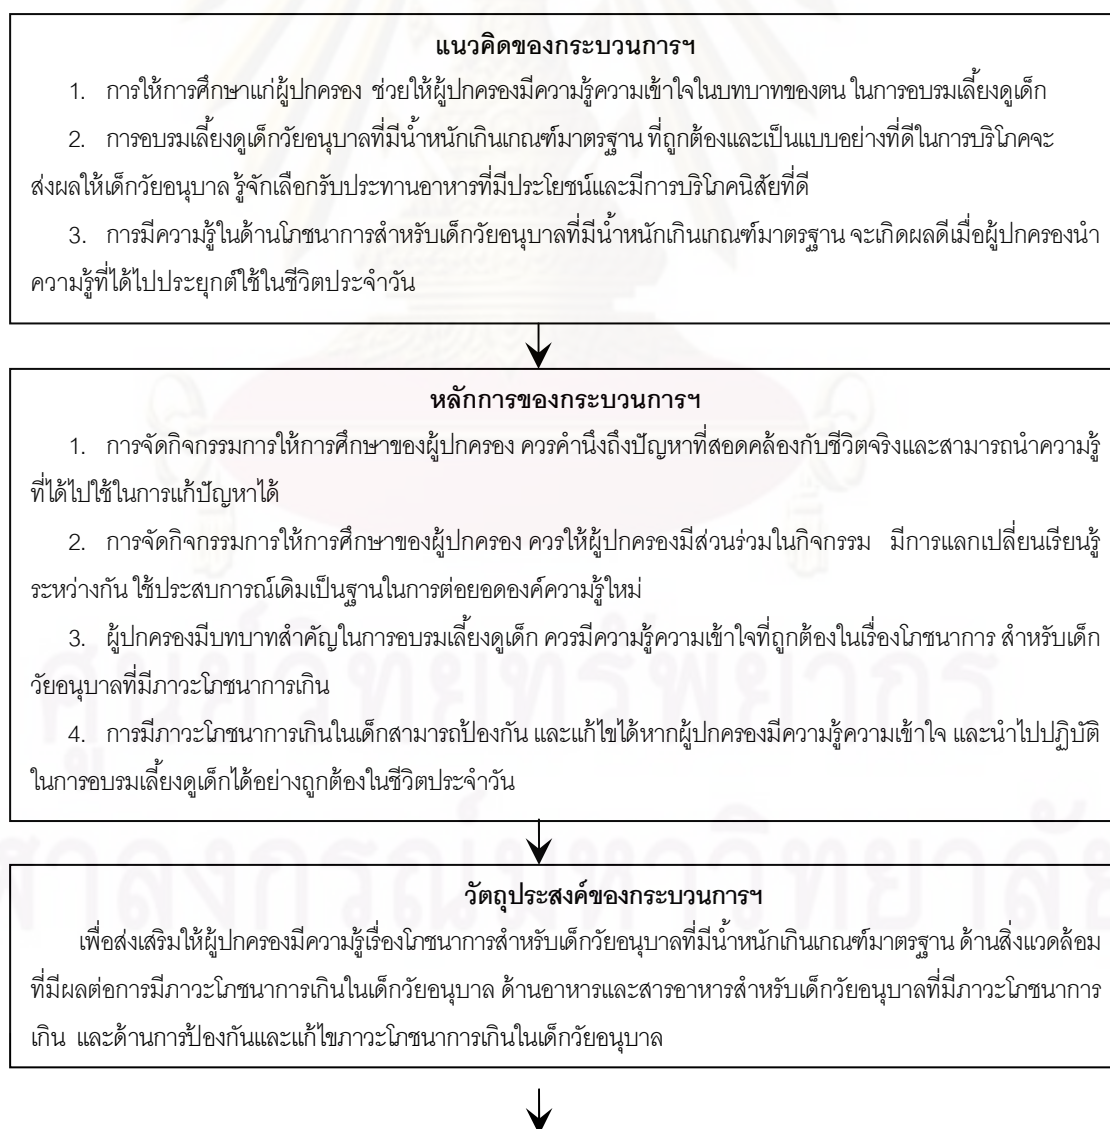 แนวคิดของกระบวนการฯ
1. การให้การศึกษาแก่ผู้ปกครอง ช่วยให้ผู้ปกครองมีความรู้ความเข้าใจในบทบาทของตน ในการอบรมเลี้ยงดูเด็ก
2. การอบรมเลี้ยงดูเด็กวัยอนุบาลที่มีน้ำหนักเกินเกณฑ์มาตรฐาน ที่ถูกต้องและเป็นแบบอย่างที่ดีในการบริโภคจะ
ส่งผลให้เด็กวัยอนุบาล รู้จักเลือกรับประทานอาหารที่มีประโยชน์และมีการบริโภคนิสัยที่ดี
3. การมีความรู้ในด้านโภชนาการสำหรับเด็กวัยอนุบาลที่มีน้ำหนักเกินเกณฑ์มาตรฐาน จะเกิดผลดีเมื่อผู้ปกครองนำ
ความรู้ที่ได้ไปประยุกต์ใช้ในชีวิตประจำวัน
หลักการของกระบวนการฯ
1. การจัดกิจกรรมการให้การศึกษาของผู้ปกครอง ควรคำนึงถึงปัญหาที่สอดคล้องกับชีวิตจริงและสามารถนำความรู้
ที่ได้ไปใช้ในการแก้ปัญหาได้
2. การจัดกิจกรรมการให้การศึกษาของผู้ปกครอง ควรให้ผู้ปกครองมีส่วนร่วมในกิจกรรม มีการแลกเปลี่ยนเรียนรู้
ระหว่างกัน ใช้ประสบการณ์เดิมเป็นฐานในการต่อยอดองค์ความรู้ใหม่
3. ผู้ปกครองมีบทบาทสำคัญในการอบรมเลี้ยงดูเด็ก ควรมีความรู้ความเข้าใจที่ถูกต้องในเรื่องโภชนาการ สำหรับเด็ก
วัยอนุบาลที่มีภาวะโภชนาการเกิน
4. การมีภาวะโภชนาการเกินในเด็กสามารถป้องกัน และแก้ไขได้หากผู้ปกครองมีความรู้ความเข้าใจ และนำไปปฏิบัติ
ในการอบรมเลี้ยงดูเด็กได้อย่างถูกต้องในชีวิตประจำวัน
ศูนย์วิทยทรัพยากร
วัตถุประสงค์ของกระบวนการฯ
เพื่อส่งเสริมให้ผู้ปกครองมีความรู้เรื่องโภชนาการสำหรับเด็กวัยอนุบาลที่มีน้ำหนักเกินเกณฑ์มาตรฐาน ด้านสิ่งแวดล้อม
ที่มีผลต่อการมีภาวะโภชนาการเกินในเด็กวัยอนุบาล ด้านอาหารและสารอาหารสำหรับเด็กวัยอนุบาลที่มีภาวะโภชนาการ
เกิน และด้านการป้องกันและแก้ไขภาวะโภชนาการเกินในเด็กวัยอนุบาล